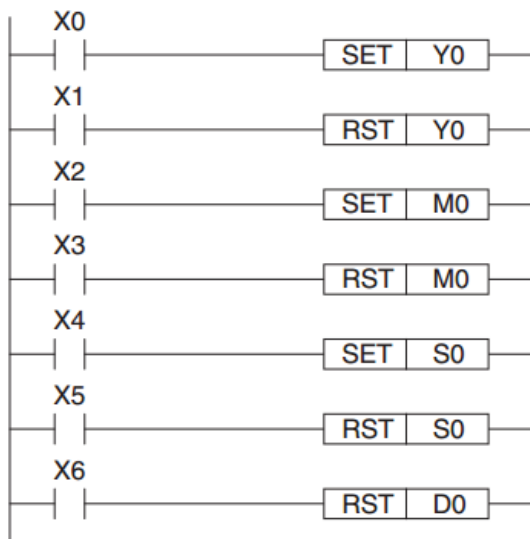 X0
SET Y0
X1
RST Y0
X2
SET M0
X3
RST M0
X4
SET S0
X5
RST S0
X6
RST D0